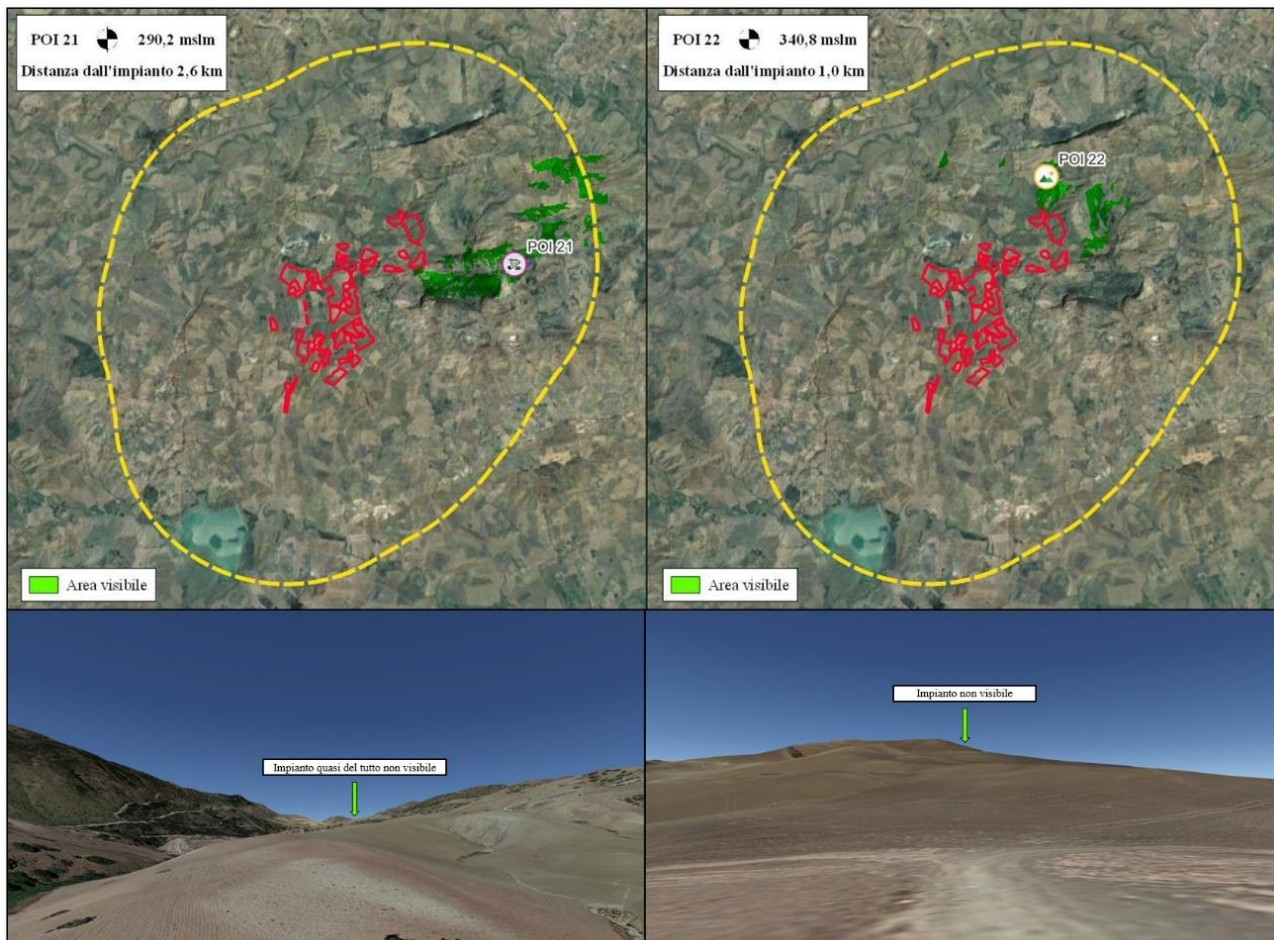 POI 21 290,2 mslm
Distanza dall'impianto 2,6 km
POI 21
Area visibile
POI 22 340,8 mslm
Distanza dall'impianto 1,0 km
POI 22
Area visibile
Impianto quasi del tutto non visibile
Impianto non visibile